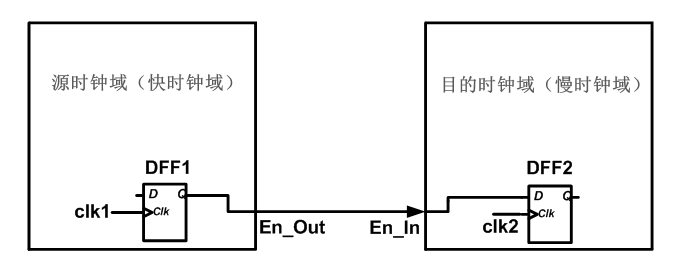 源时钟域（快时钟域）
目的时钟域（慢时钟域）
DFF1
D Q
Clk
clk1
En_Out
En_In
DFF2
D Q
Clk
clk2